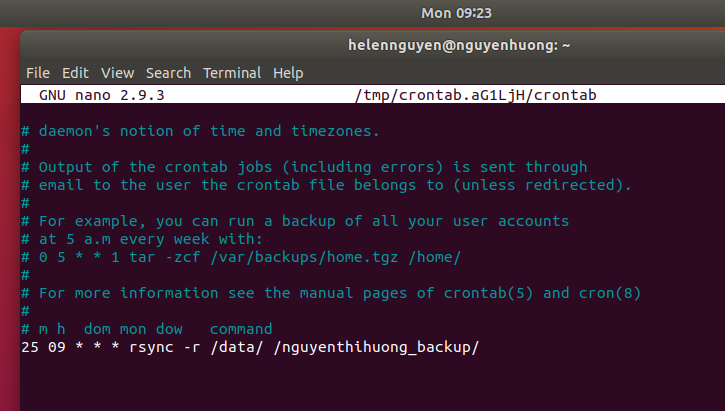 Mon 09:23
helennguyen@nguyenhuong: ~
File Edit View Search Terminal Help
GNU nano 2.9.3 /tmp/crontab.aG1LjH/crontab
# daemon's notion of time and timezones.
#
# Output of the crontab jobs (including errors) is sent through
# email to the user the crontab file belongs to (unless redirected).
#
# For example, you can run a backup of all your user accounts
# at 5 a.m every week with:
# 0 5 * * 1 tar -zcf /var/backups/home.tgz /home/
#
# For more information see the manual pages of crontab(5) and cron(8)
#
# m h  dom mon dow   command
25 09 * * * rsync -r /data/ /nguyenthihuong_backup/